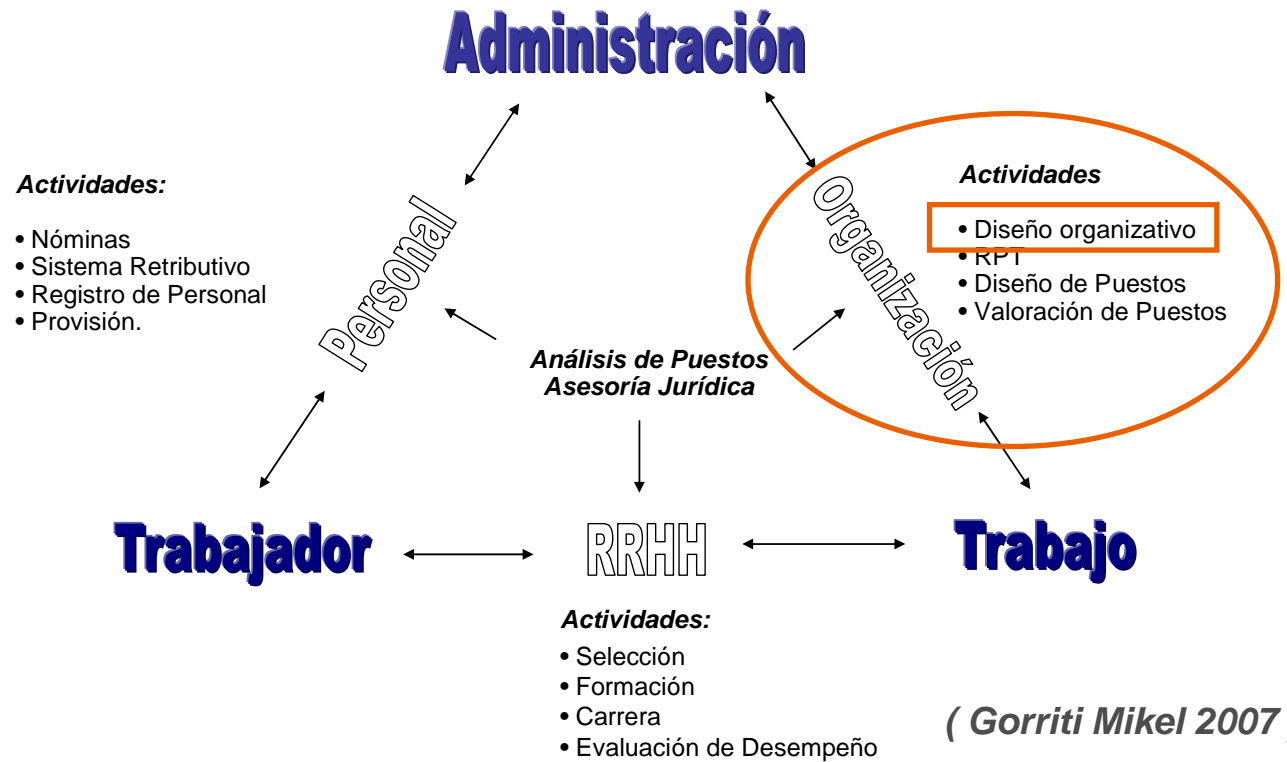 Administración
Actividades:
• Nóminas
• Sistema Retributivo
• Registro de Personal
• Provisión.
Personal
Organización
Actividades
• Diseño organizativo
• RPT
• Diseño de Puestos
• Valoración de Puestos
Análisis de Puestos
Asesoría Jurídica
Trabajador
RRHH
Trabajo
Actividades:
• Selección
• Formación
• Carrera
• Evaluación de Desempeño
( Gorriti Mikel 2007